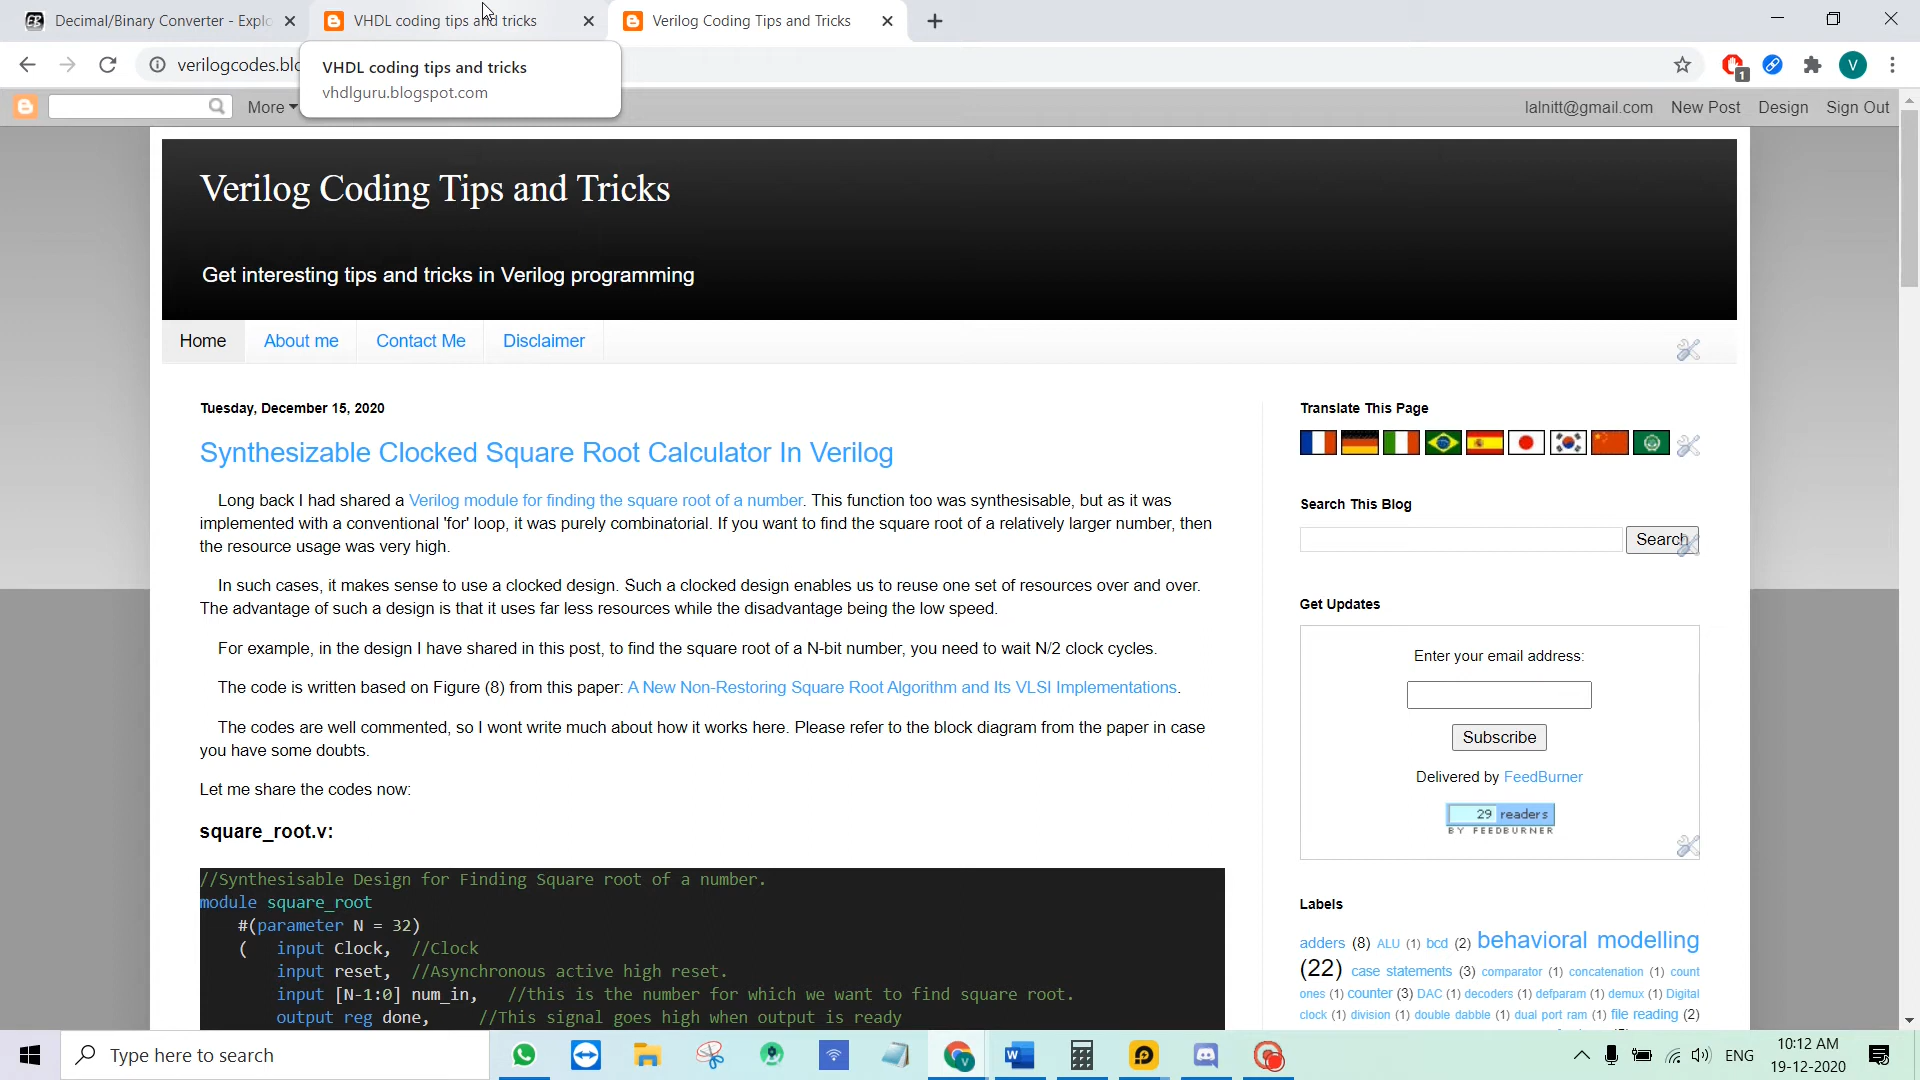 Decimal/Binary Converter - Explo
VHDL coding tips and tricks
Verilog Coding Tips and Tricks
verilogcodes.blo
VHDL coding tips and tricks
vhdlguru.blogspot.com
1
V
More
lalnitt@gmail.com New Post Design Sign Out
Verilog Coding Tips and Tricks
Get interesting tips and tricks in Verilog programming
Home About me Contact Me Disclaimer
Tuesday, December 15, 2020
Synthesizable Clocked Square Root Calculator In Verilog
Long back I had shared a Verilog module for finding the square root of a number. This function too was synthesisable, but as it was
implemented with a conventional 'for' loop, it was purely combinatorial. If you want to find the square root of a relatively larger number, then
the resource usage was very high.
In such cases, it makes sense to use a clocked design. Such a clocked design enables us to reuse one set of resources over and over.
The advantage of such a design is that it uses far less resources while the disadvantage being the low speed.
For example, in the design I have shared in this post, to find the square root of a N-bit number, you need to wait N/2 clock cycles.
The code is written based on Figure (8) from this paper: A New Non-Restoring Square Root Algorithm and Its VLSI Implementations.
The codes are well commented, so I wont write much about how it works here. Please refer to the block diagram from the paper in case
you have some doubts.
Let me share the codes now:
square_root.v:
//Synthesisable Design for Finding Square root of a number.
module square_root
#(parameter N = 32)
( input Clock, //Clock
input reset, //Asynchronous active high reset.
input [N-1:0] num_in, //this is the number for which we want to find square root.
output reg done, //This signal goes high when output is ready
Translate This Page
Search This Blog
Search
Get Updates
Enter your email address:
Subscribe
Delivered by FeedBurner
29 readers
BY FEEDBURNER
Labels
adders (8) ALU (1) bcd (2) behavioral modelling
(22) case statements (3) comparator (1) concatenation (1) count
ones (1) counter (3) DAC (1) decoders (1) defparam (1) demux (1) Digital
clock (1) division (1) double dabble (1) dual port ram (1) file reading (2)
Type here to search
ENG
10:12 AM
19-12-2020